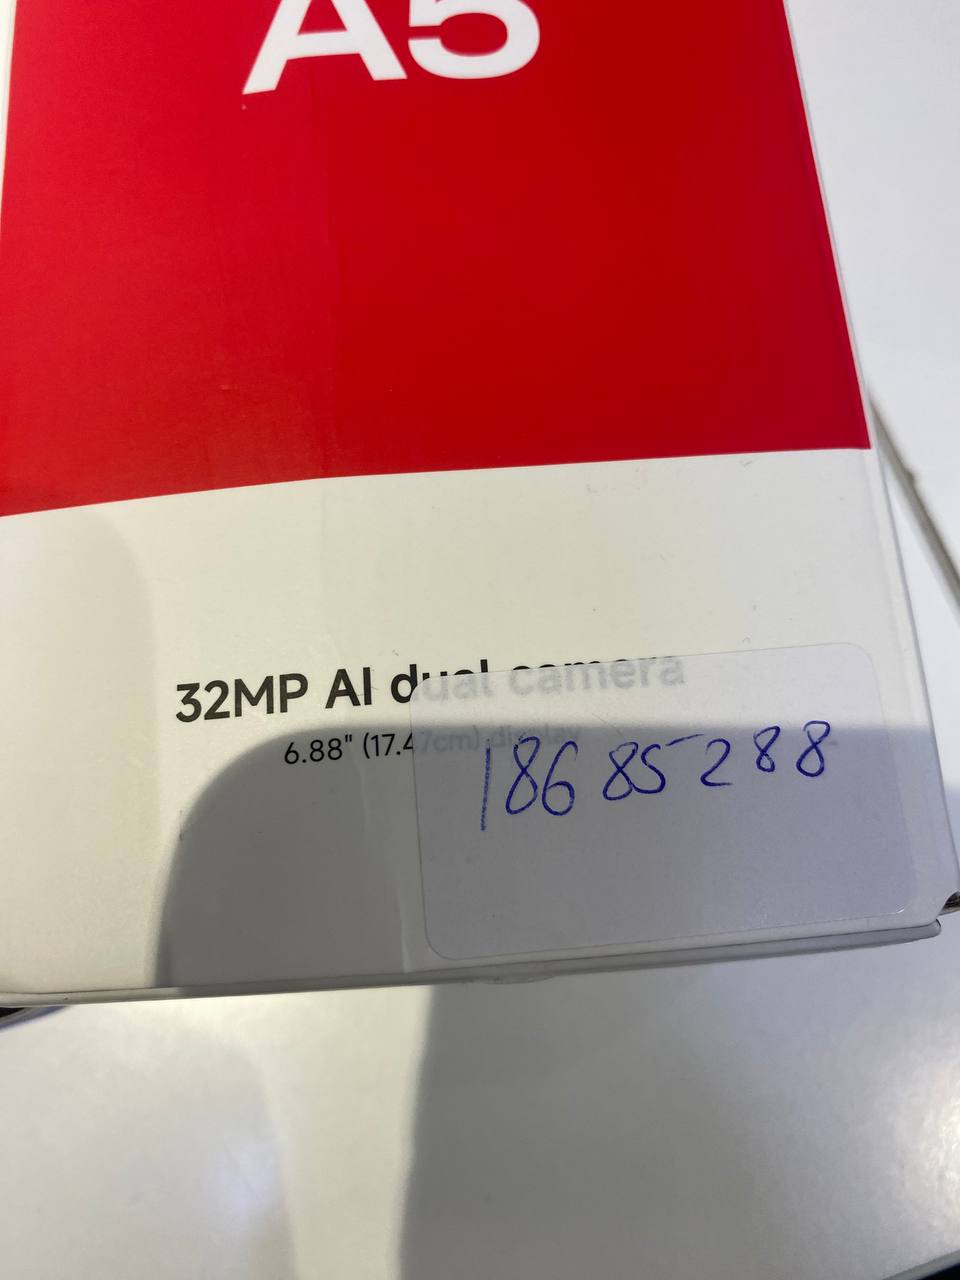 A5
32MP AI dual camera
6.88" (17.47cm) display
18685288